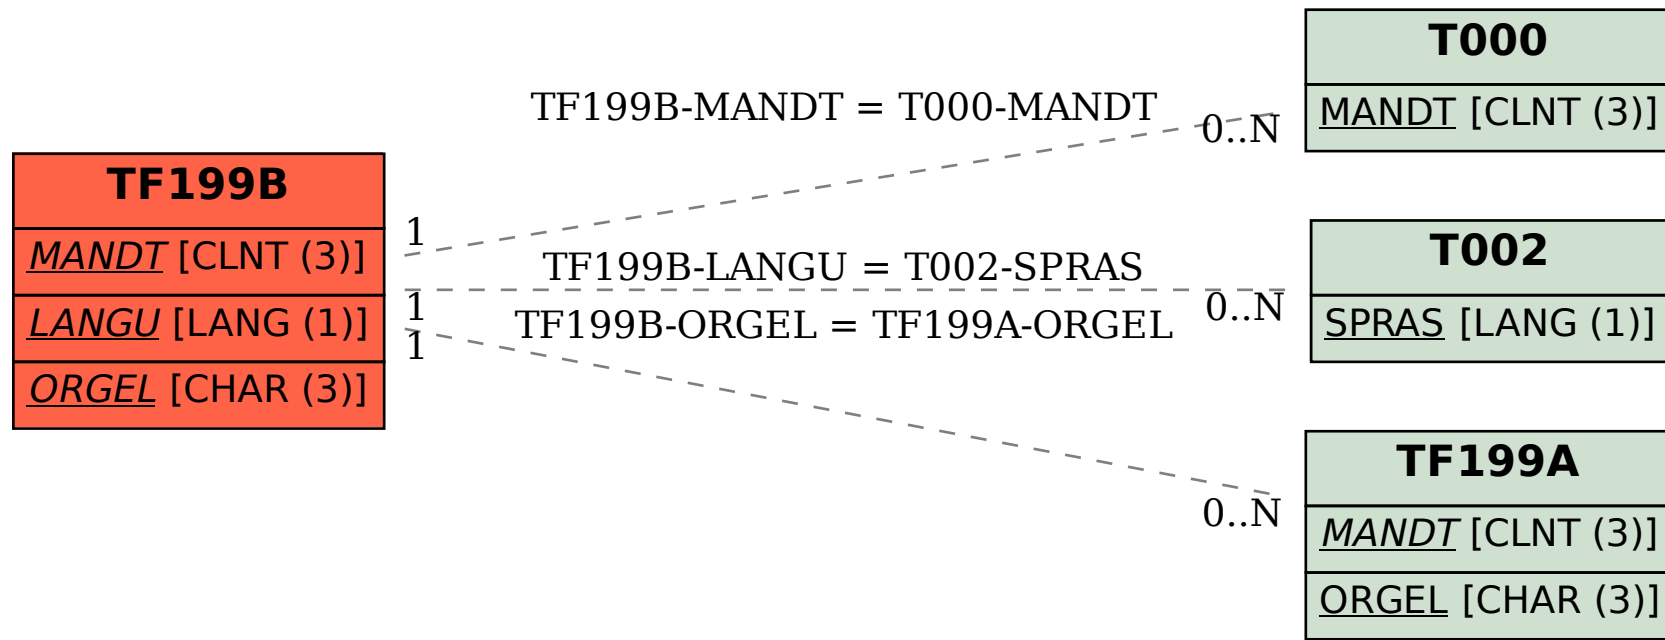 TF199B
MANDT [CLNT (3)]
LANGU [LANG (1)]
ORGEL [CHAR (3)]
TF199B-MANDT = T000-MANDT
1
0..N
TF199B-LANGU = T002-SPRAS
1
0..N
TF199B-ORGEL = TF199A-ORGEL
1
0..N
T000
MANDT [CLNT (3)]
T002
SPRAS [LANG (1)]
TF199A
MANDT [CLNT (3)]
ORGEL [CHAR (3)]